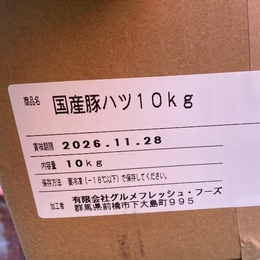 商品名 国産豚ハツ10kg
賞味期限 2026.11.28
内容量 10kg
保存方法 要冷凍(-18℃以下)で保存してください。
加工者 有限会社グルメフレッシュ・フーズ
群馬県前橋市下大島町995